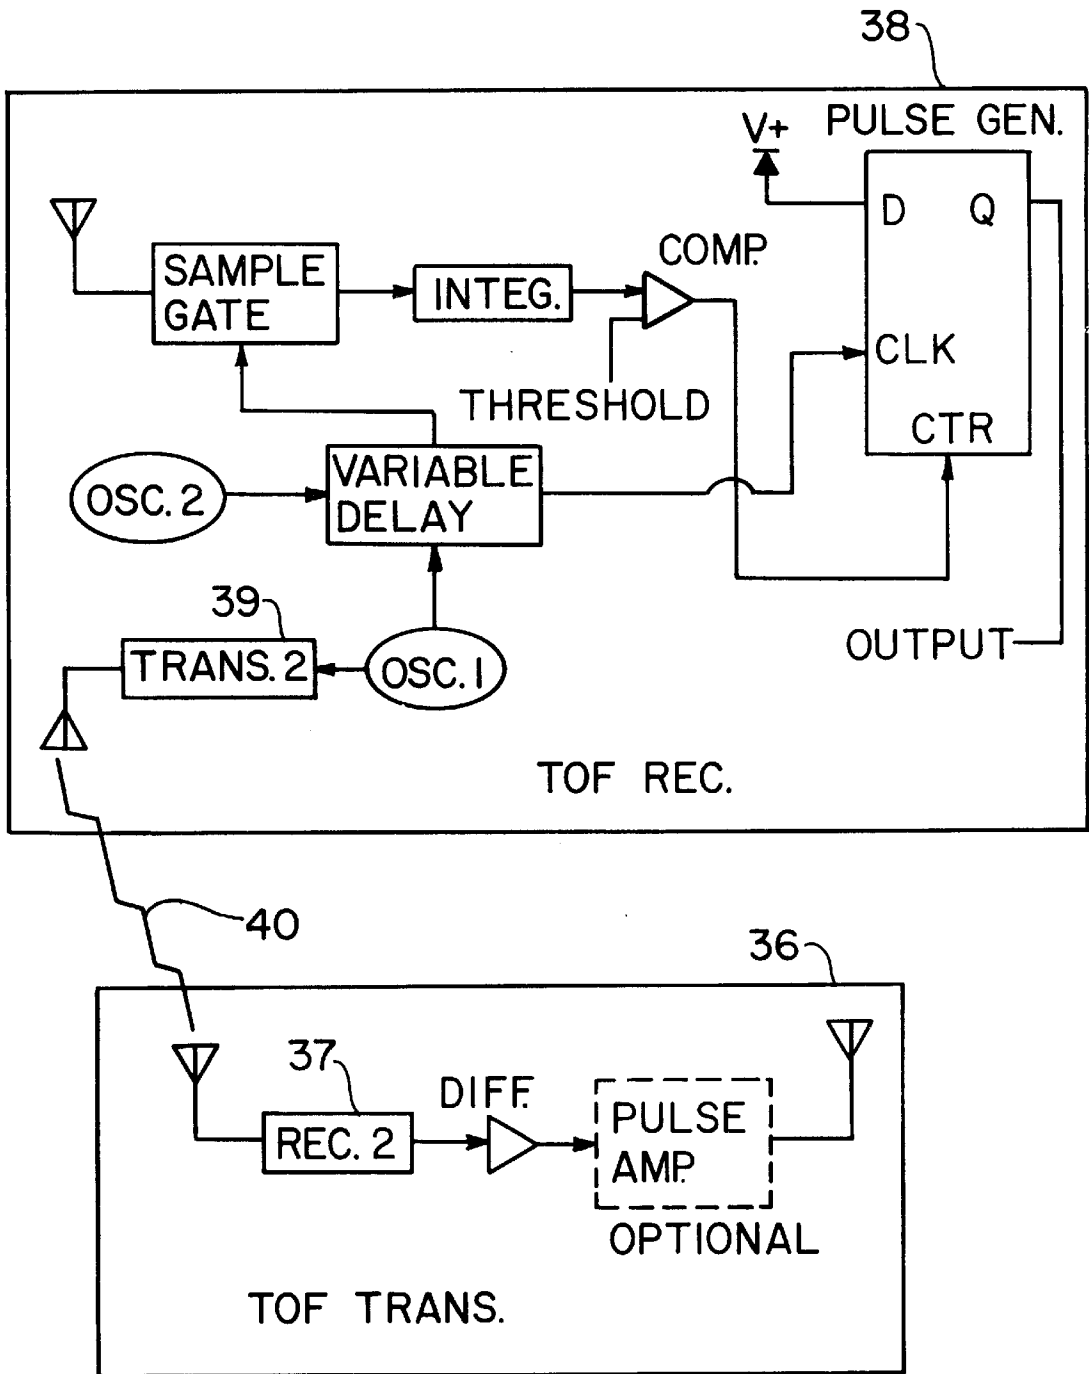 38
PULSE GEN.
V+
D Q
COMP.
SAMPLE
GATE
INTEG.
CLK
THRESHOLD
CTR
VARIABLE
DELAY
OSC. 2
39
TRANS. 2
OSC. 1
OUTPUT
TOF REC.
40
36
37
DIFF.
REC. 2
PULSE
AMP.
OPTIONAL
TOF TRANS.